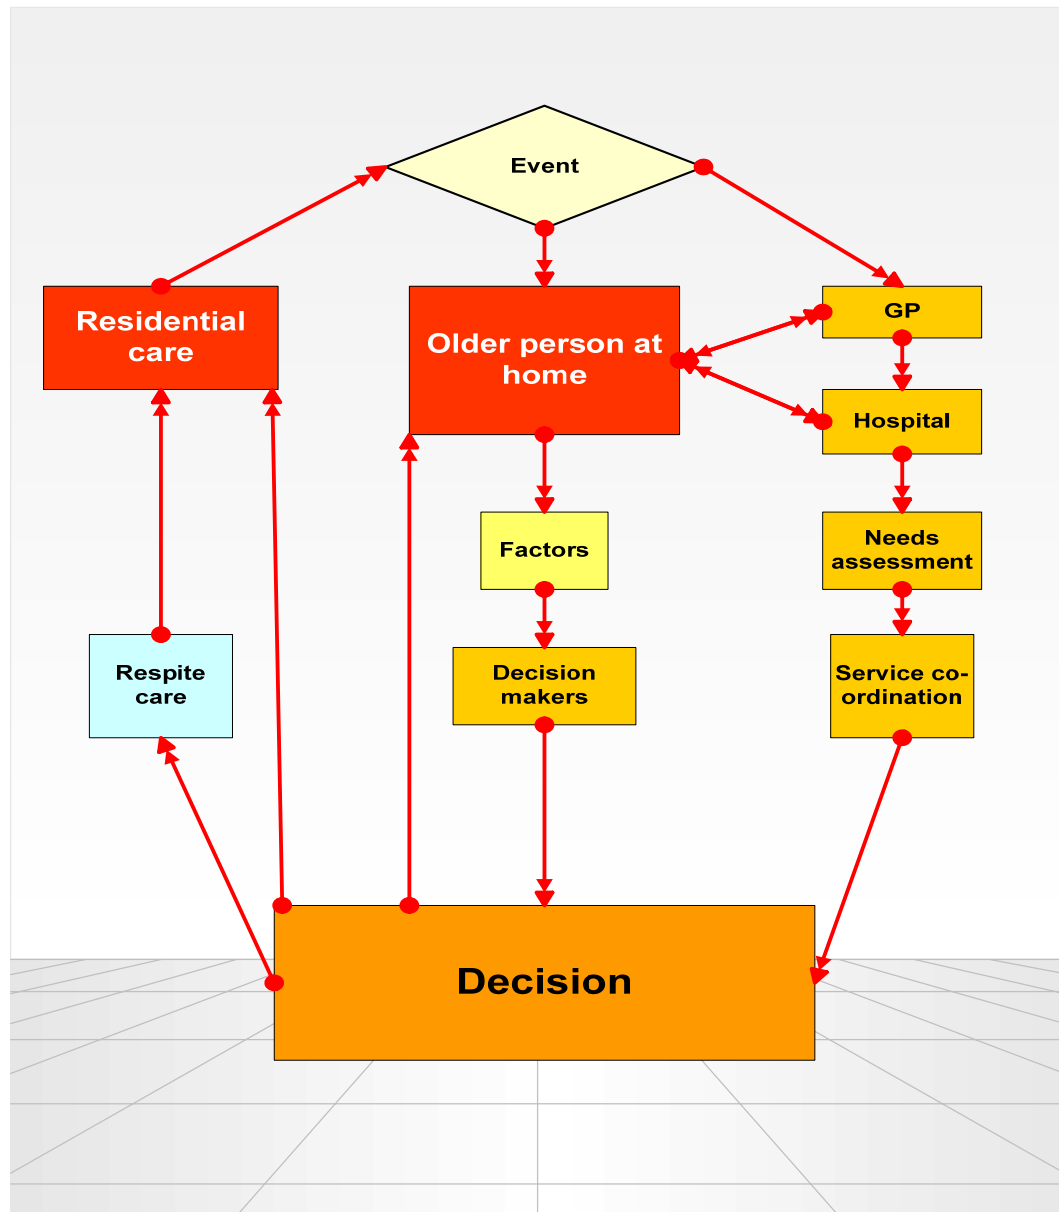 Event
Residential
care
Older person at
home
GP
Hospital
Factors
Needs
assessment
Respite
care
Decision
makers
Service co-
ordination
Decision